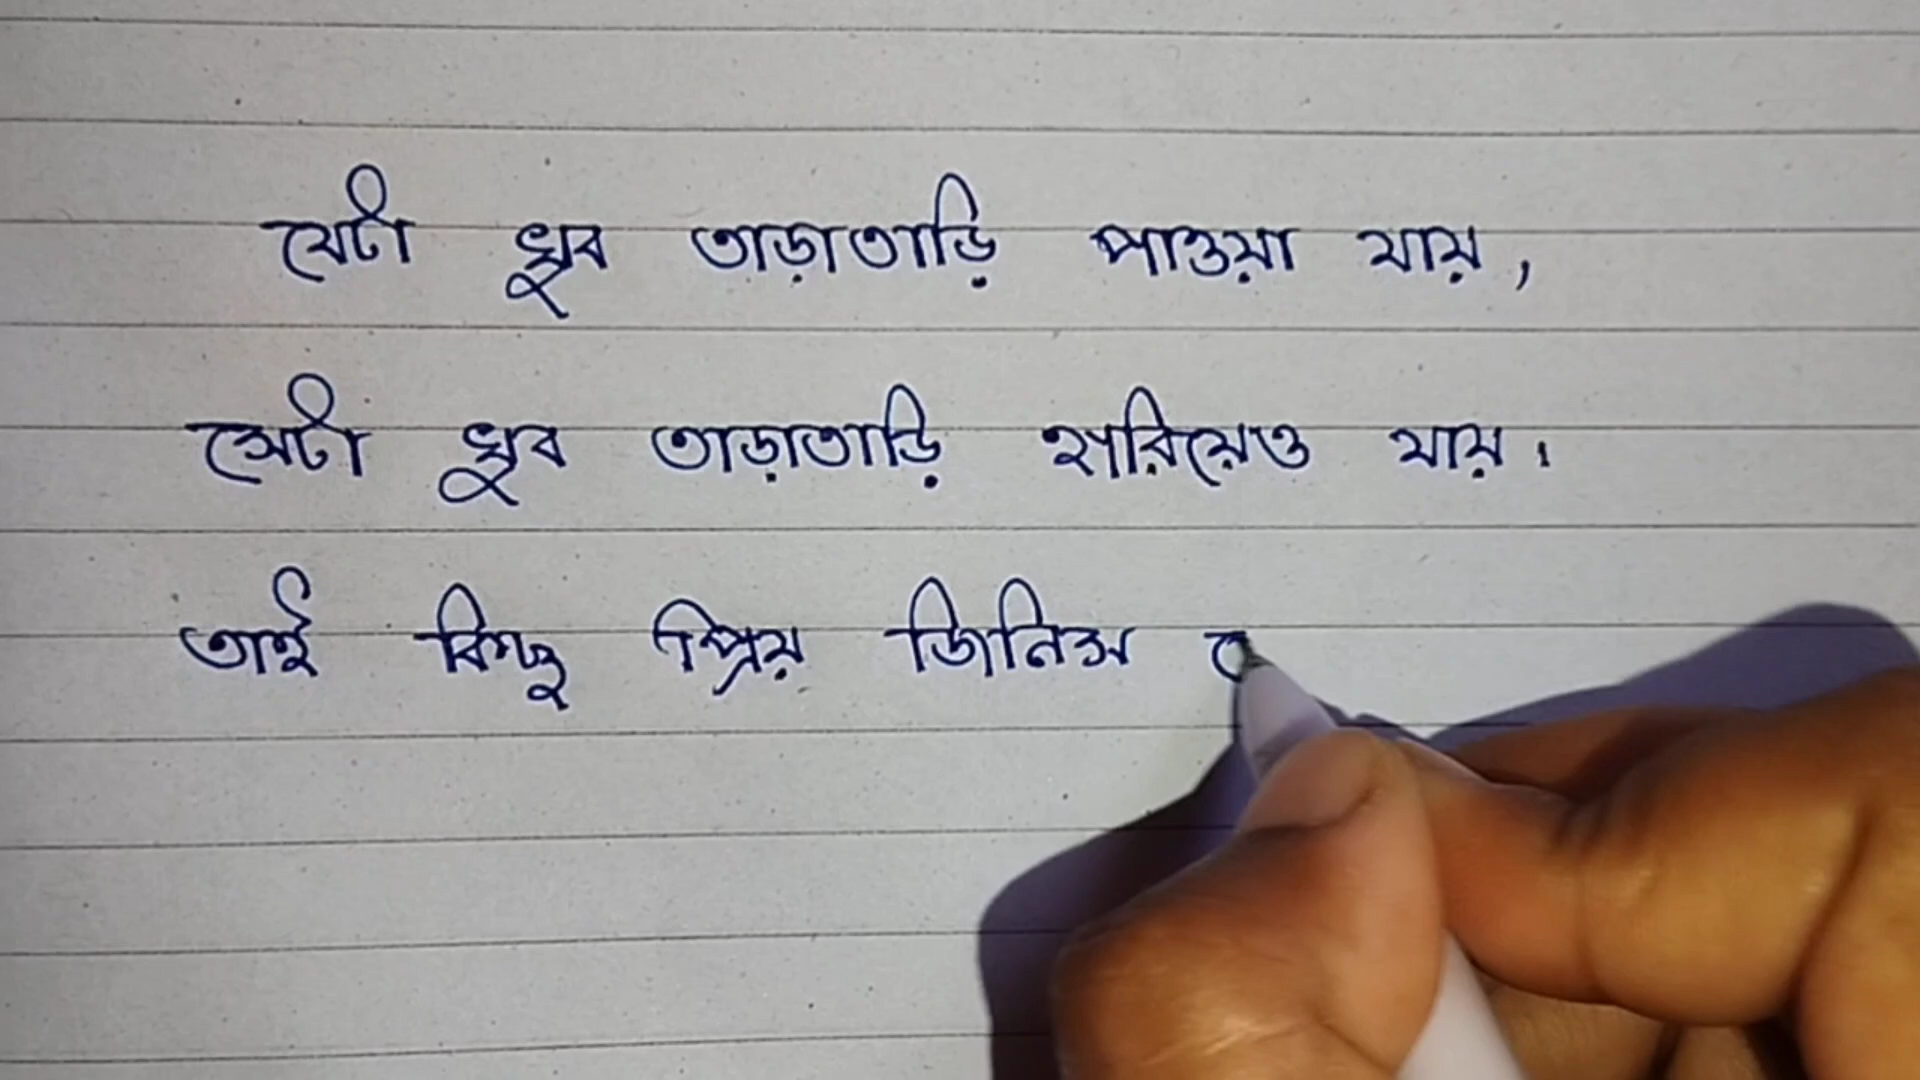 যেটা খুব তাড়াতাড়ি পাওয়া যায়,
সেটা খুব তাড়াতাড়ি হারিয়েও যায়।
তাই কিছু প্রিয় জিনিস